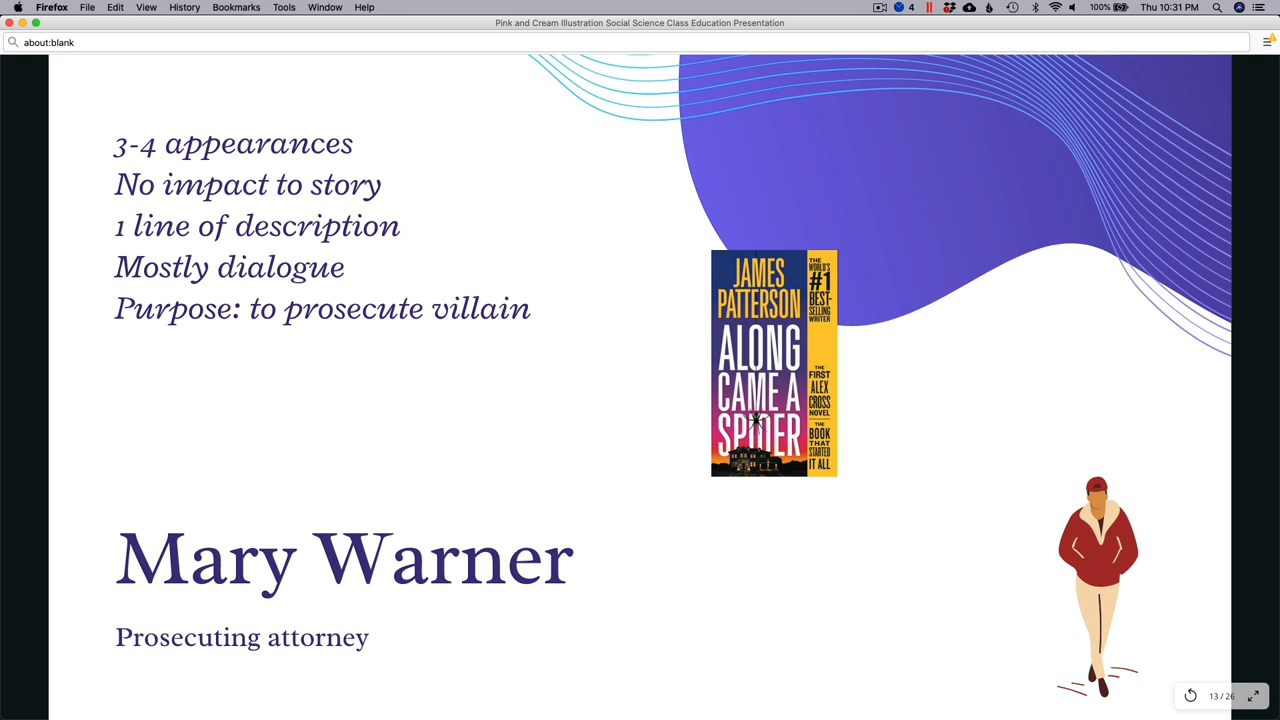 Firefox File Edit View History Bookmarks Tools Window Help 4 100% Thu 10:31 PM
Pink and Cream Illustration Social Science Class Education Presentation
about:blank
3-4 appearances
No impact to story
1 line of description
Mostly dialogue
Purpose: to prosecute villain
JAMES
PATTERSON
ALONG
CAME A
SPIDER
THE
WORLD'S
#1
BEST-
SELLING
WRITER
THE
FIRST
ALEX
CROSS
NOVEL
THE
BOOK
THAT
STARTED
IT ALL
Mary Warner
Prosecuting attorney
13 / 26